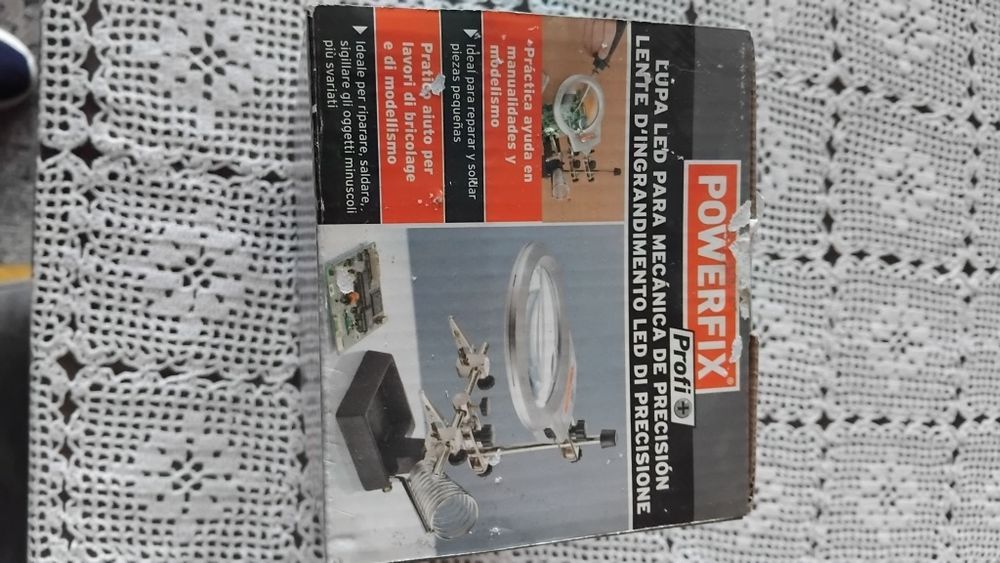 POWERFIX®
Profi+
LUPA LED PARA MECÁNICA DE PRECISIÓN
LENTE D'INGRANDIMENTO LED DI PRECISIONE
Práctica ayuda en
manualidades y
modelismo
Ideal para reparar y soldar
piezas pequeñas
Pratico aiuto per
lavori di bricolage
e di modellismo
Ideale per riparare, saldare,
sigillare gli oggetti minuscoli
più svariati